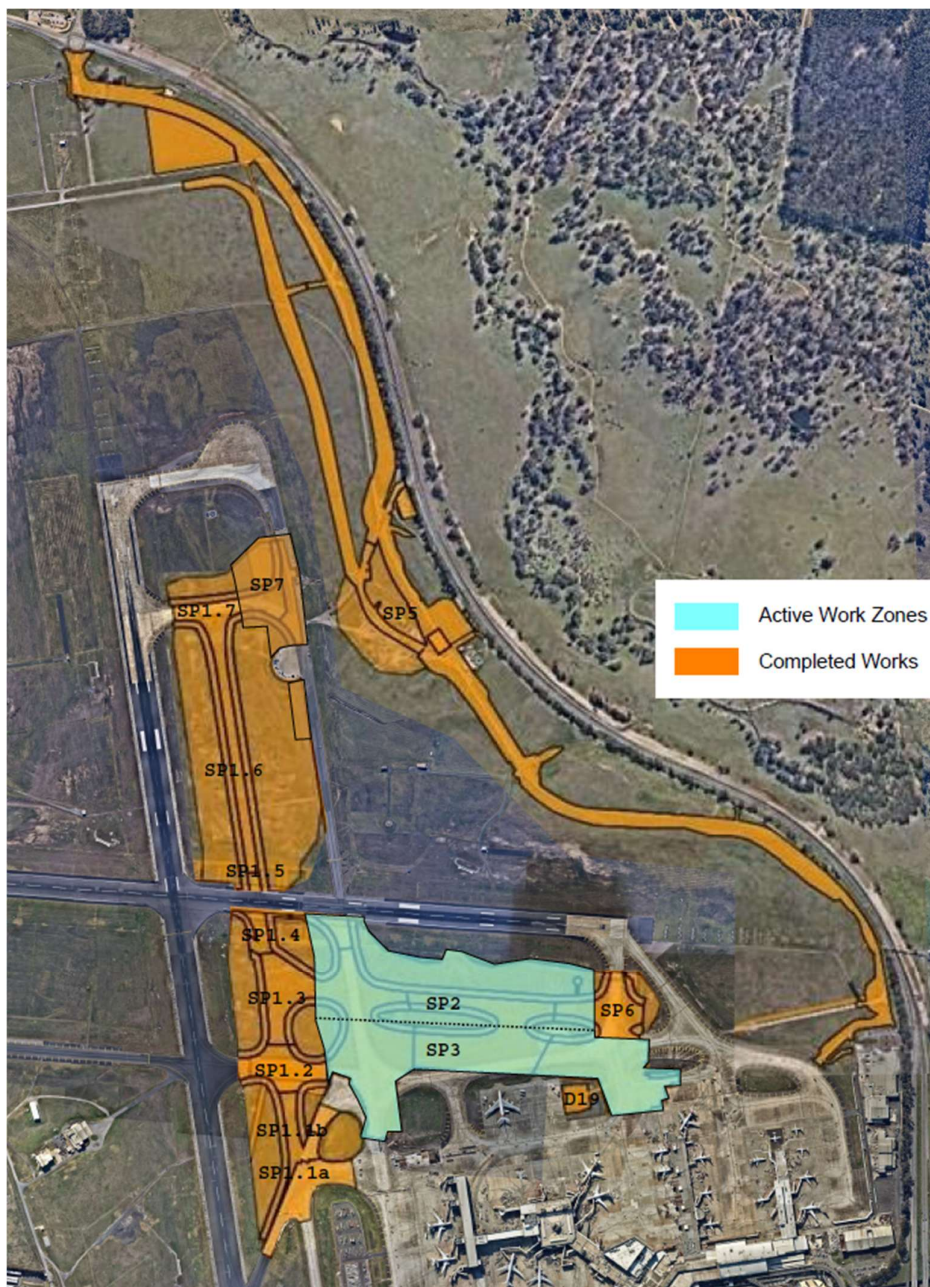 SP7
SP1.7
SP5
Active Work Zones
Completed Works
SP1.6
SP1.5
SP1.4
SP1.3
SP2
SP6
SP3
SP1.2
D19
SP1.1b
SP1.1a